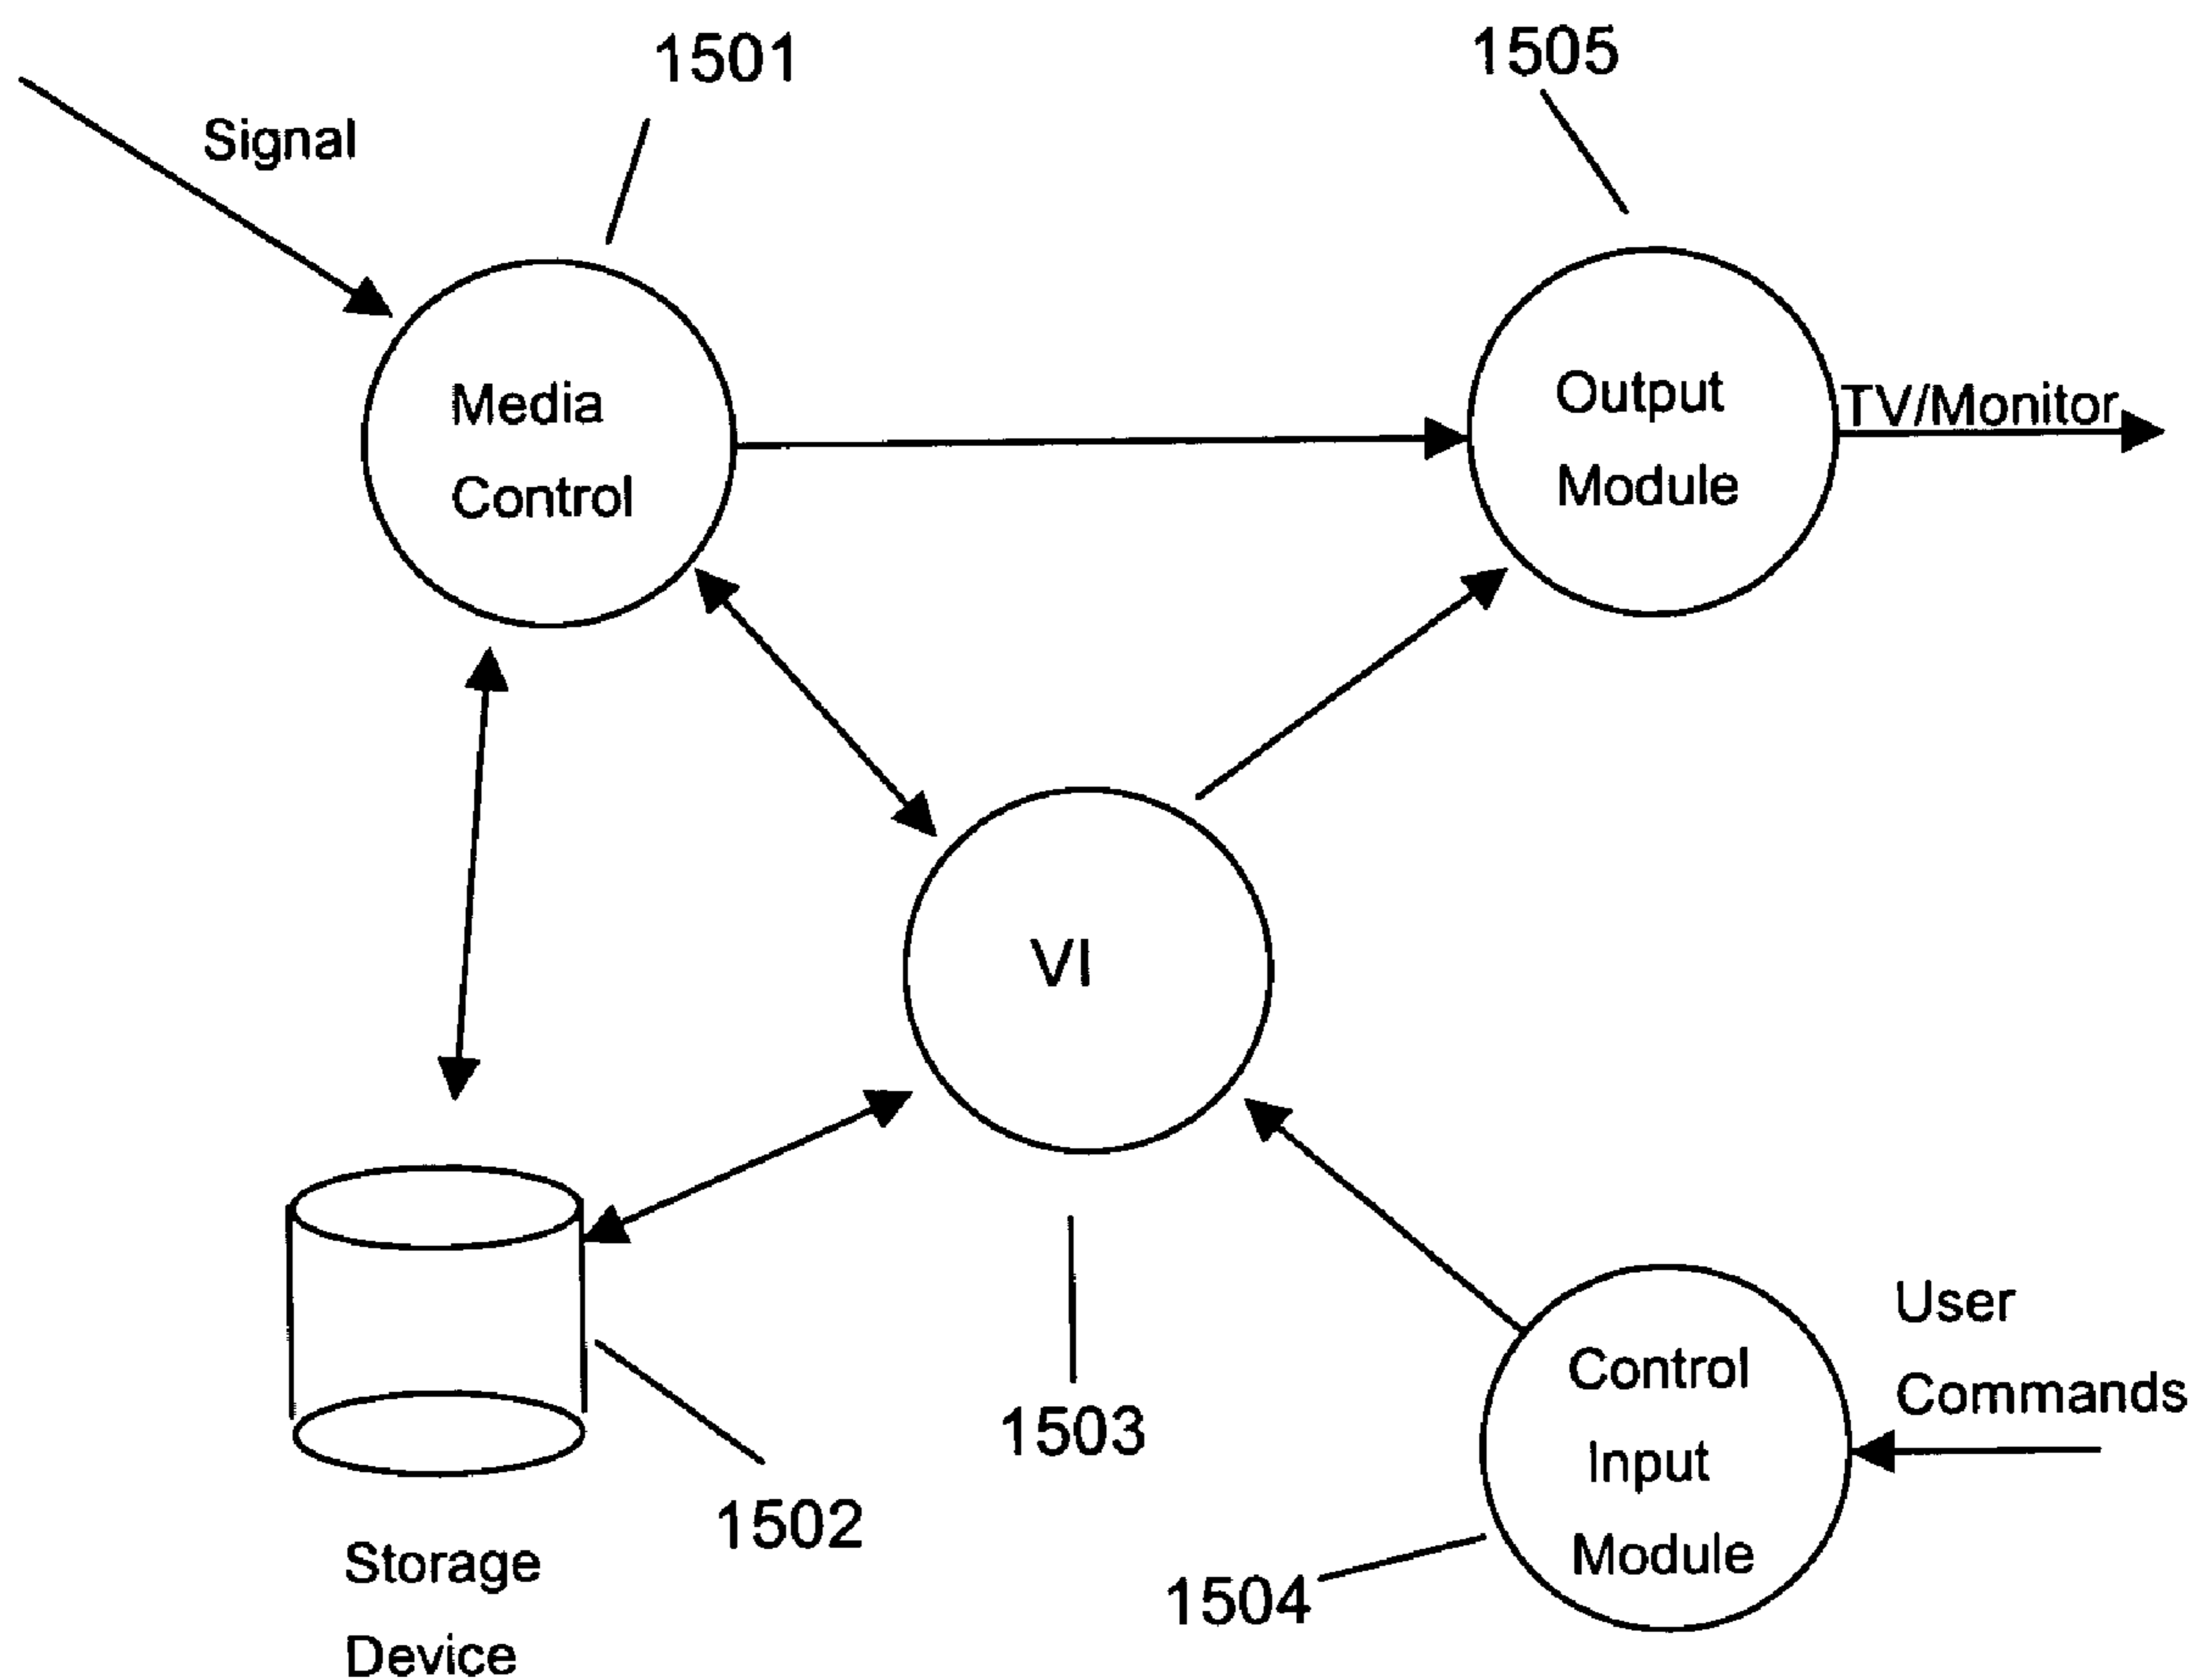 1501
1505
Signal
Media
Control
Output
Module
TV/Monitor
VI
1503
1502
Storage
Device
User
Commands
Control
Input
Module
1504